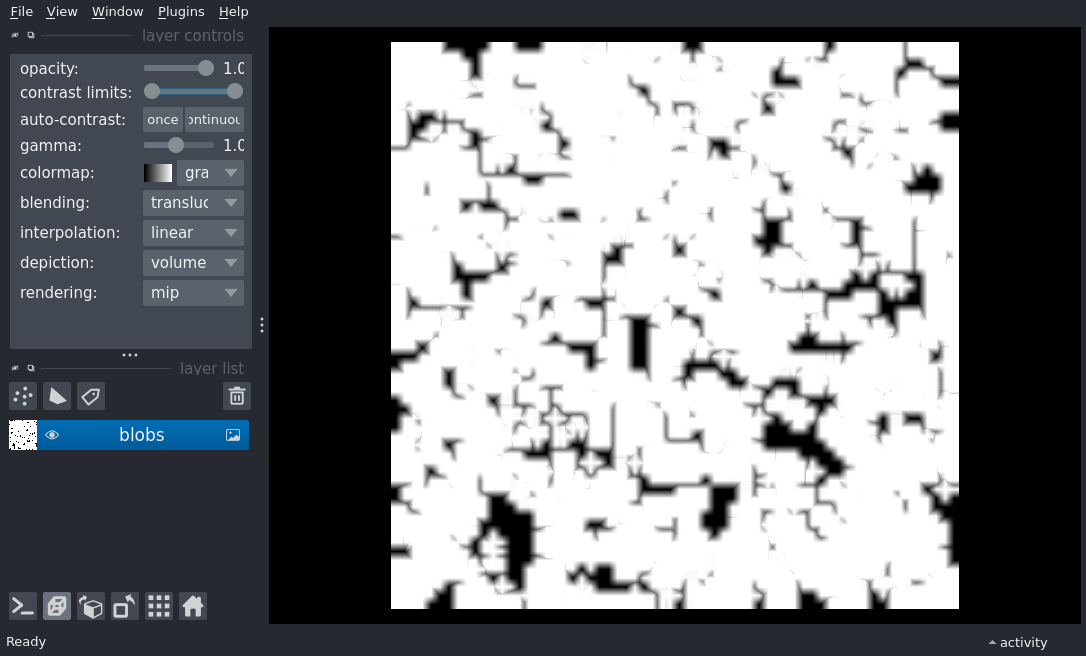 File View Window Plugins Help
layer controls
opacity: 1.0
contrast limits:
auto-contrast: once ontinuou
gamma: 1.0
colormap: gra
blending: transluc
interpolation: linear
depiction: volume
rendering: mip
layer list
blobs
Ready
activity